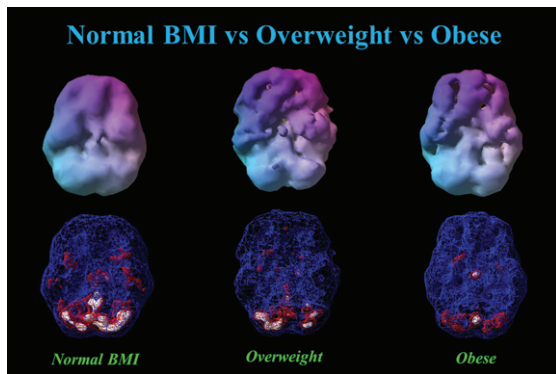 Normal BMI vs Overweight vs Obese
Normal BMI
Overweight
Obese